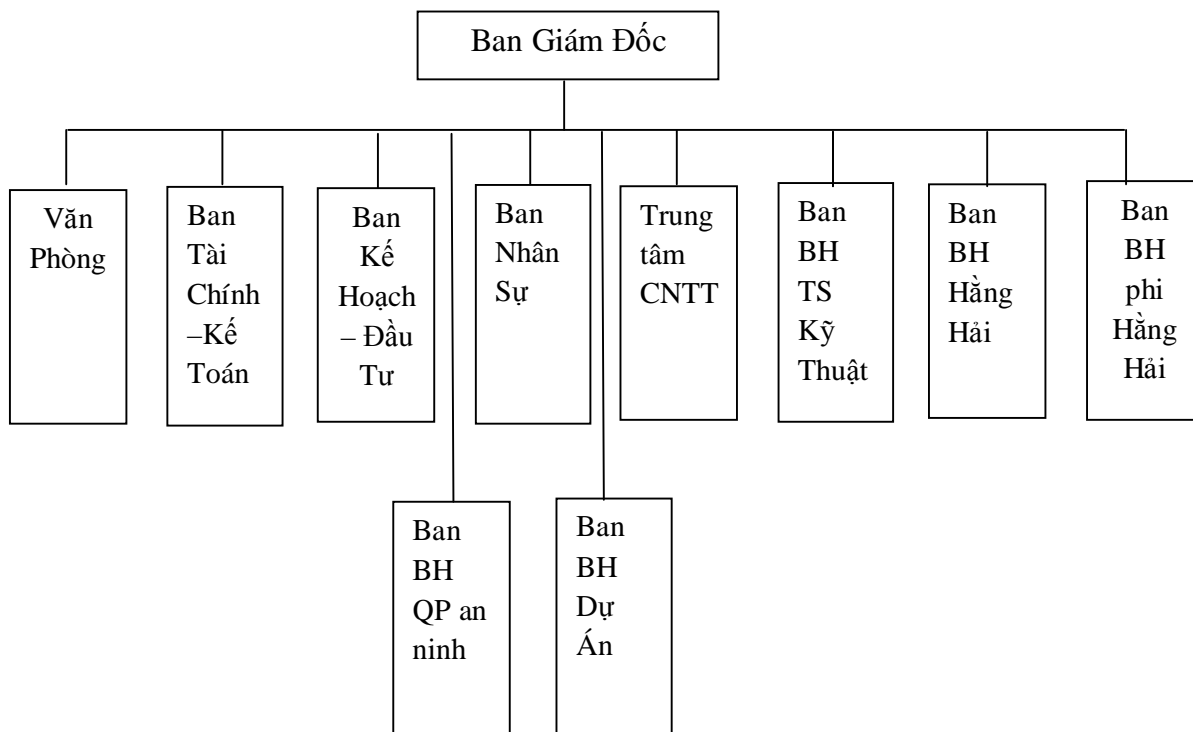 Ban Giám Đốc
Văn
Phòng
Ban
Tài
Chính
–Kế
Toán
Ban
Kế
Hoạch
– Đầu
Tư
Ban
Nhân
Sự
Trung
tâm
CNTT
Ban
BH
TS
Kỹ
Thuật
Ban
BH
Hằng
Hải
Ban
BH
phi
Hằng
Hải
Ban
BH
QP an
ninh
Ban
BH
Dự
Án